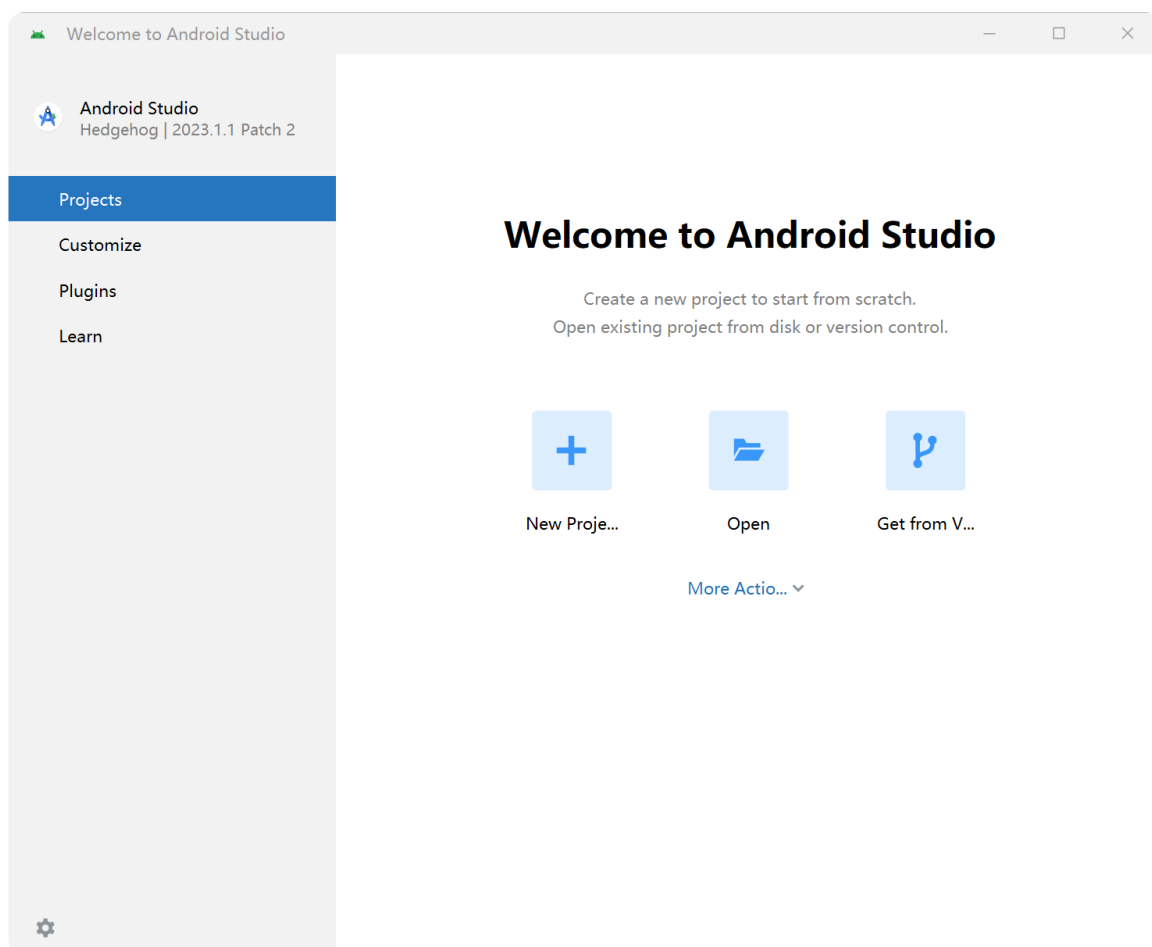 Welcome to Android Studio
Android Studio
Hedgehog | 2023.1.1 Patch 2
Projects
Customize
Plugins
Learn
Welcome to Android Studio
Create a new project to start from scratch.
Open existing project from disk or version control.
New Proje...
Open
Get from V...
More Actio...